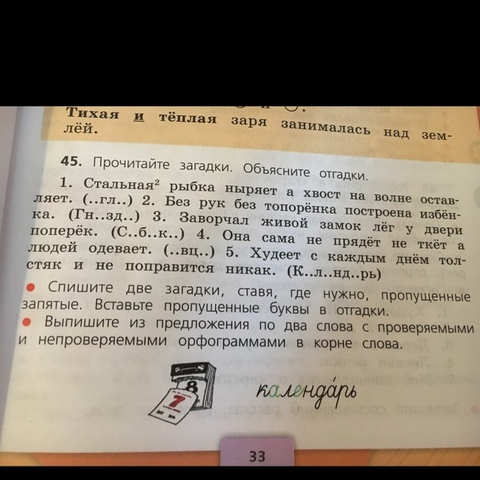 Тихая и тёплая заря занималась над зем-
лёй.
45. Прочитайте загадки. Объясните отгадки.
1. Стальная² рыбка ныряет а хвост на волне остав-
ляет. (..гл..) 2. Без рук без топорёнка построена избён-
ка. (Гн..зд..) 3. Заворчал живой замок лёг у двери
поперёк. (С..б..к..) 4. Она сама не прядёт не ткёт а
людей одевает. (..вц..) 5. Худеет с каждым днём тол-
стяк и не поправится никак. (К..л..нд..рь)
• Спишите две загадки, ставя, где нужно, пропущенные
запятые. Вставьте пропущенные буквы в отгадки.
• Выпишите из предложения по два слова с проверяемыми
и непроверяемыми орфограммами в корне слова.
8
7
календа́рь
33